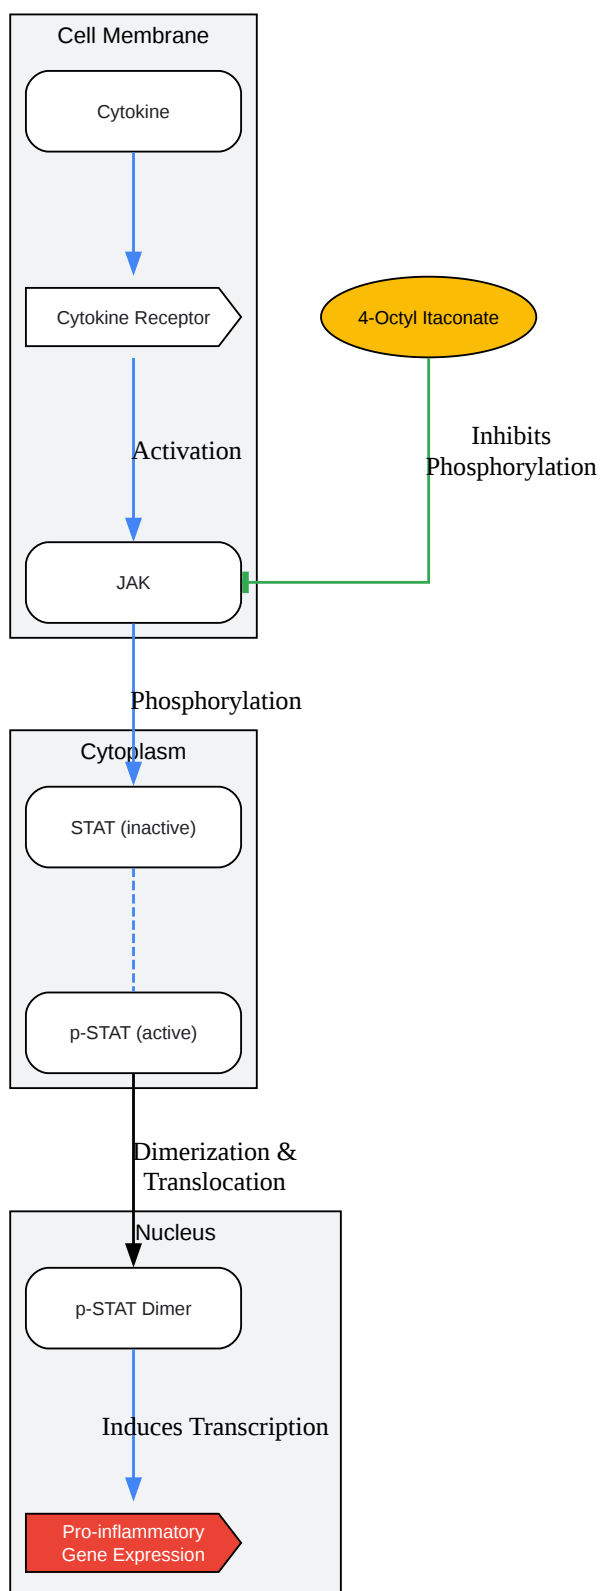 Cell Membrane
Cytokine
Cytokine Receptor
4-Octyl Itaconate
Activation
Inhibits
Phosphorylation
JAK
Phosphorylation
Cytoplasm
STAT (inactive)
p-STAT (active)
Dimerization &
Translocation
Nucleus
p-STAT Dimer
Induces Transcription
Pro-inflammatory
Gene Expression